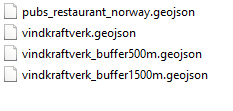 pubs_restaurant_norway.geojson
vindkraftverk.geojson
vindkraftverk_buffer500m.geojson
vindkraftverk_buffer1500m.geojson